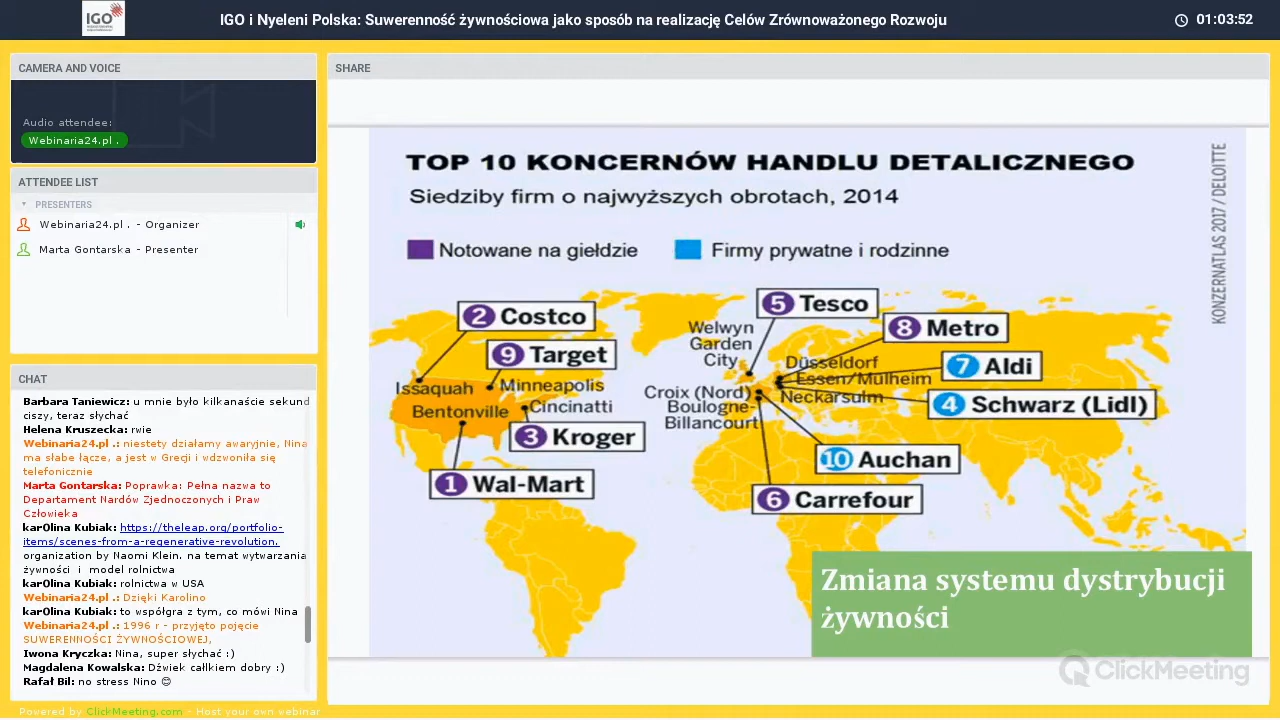 IGO
IGO i Nyeleni Polska: Suwerenność żywnościowa jako sposób na realizację Celów Zrównoważonego Rozwoju
01:03:52
CAMERA AND VOICE
Audio attendee:
Webinaria24.pl .
ATTENDEE LIST
PRESENTERS
Webinaria24.pl . - Organizer
Marta Gontarska - Presenter
CHAT
Barbara Taniewicz: u mnie było kilkanaście sekund
ciszy, teraz słychać
Helena Kruszecka: rwie
Webinaria24.pl .: niestety działamy awaryjnie, Nina
ma słabe łącze, a jest w Grecji i wdzwoniła się
telefonicznie
Marta Gontarska: Poprawka: Pełna nazwa to
Departament Nardów Zjednoczonych i Praw
Człowieka
kar0lina Kubiak: https://theleap.org/portfolio-
items/scenes-from-a-regenerative-revolution.
organization by Naomi Klein. na temat wytwarzania
żywności i model rolnictwa
kar0lina Kubiak: rolnictwa w USA
Webinaria24.pl .: Dzięki Karolino
kar0lina Kubiak: to współgra z tym, co mówi Nina
Webinaria24.pl .: 1996 r - przyjęto pojęcie
SUWERENNOŚCI ŻYWNOŚCIOWEJ,
Iwona Kryczka: Nina, super słychać :)
Magdalena Kowalska: Dźwiek callkiem dobry :)
Rafał Bil: no stress Nino 😊
Powered by ClickMeeting.com - Host your own webinar
SHARE
TOP 10 KONCERNÓW HANDLU DETALICZNEGO
Siedziby firm o najwyższych obrotach, 2014
Notowane na giełdzie
Firmy prywatne i rodzinne
KONZERNATLAS 2017 / DELOITTE
2 Costco
9 Target
Issaquah
Minneapolis
Bentonville
Cincinatti
3 Kroger
1 Wal-Mart
5 Tesco
Welwyn
Garden
City
8 Metro
Düsseldorf
7 Aldi
Essen/Mülheim
Croix (Nord)
Neckarsulm
4 Schwarz (Lidl)
Boulogne-
Billancourt
10 Auchan
6 Carrefour
Zmiana systemu dystrybucji
żywności
ClickMeeting